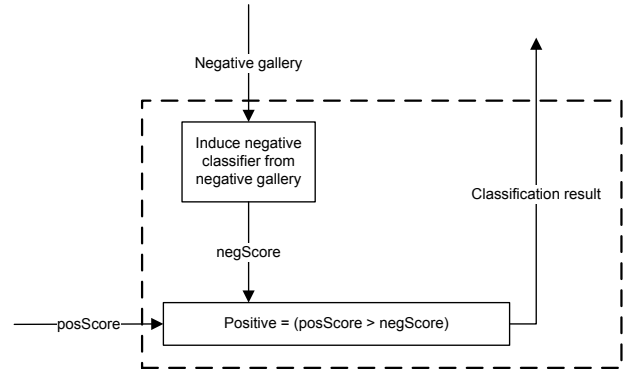 Negative gallery
Induce negative
classifier from
negative gallery
Classification result
negScore
posScore
Positive = (posScore > negScore)